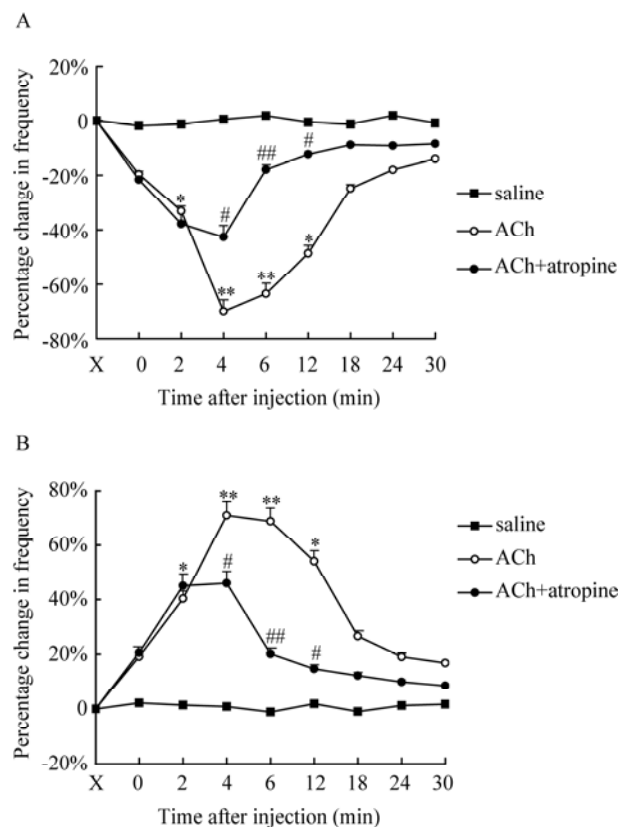 A
20%
0
-20%
-40%
-60%
-80%
Percentage change in frequency
*
**
**
*
#
##
#
X 0 2 4 6 12 18 24 30
Time after injection (min)
saline
ACh
ACh+atropine
B
80%
60%
40%
20%
0
-20%
Percentage change in frequency
*
**
**
*
#
##
#
X 0 2 4 6 12 18 24 30
Time after injection (min)
saline
ACh
ACh+atropine